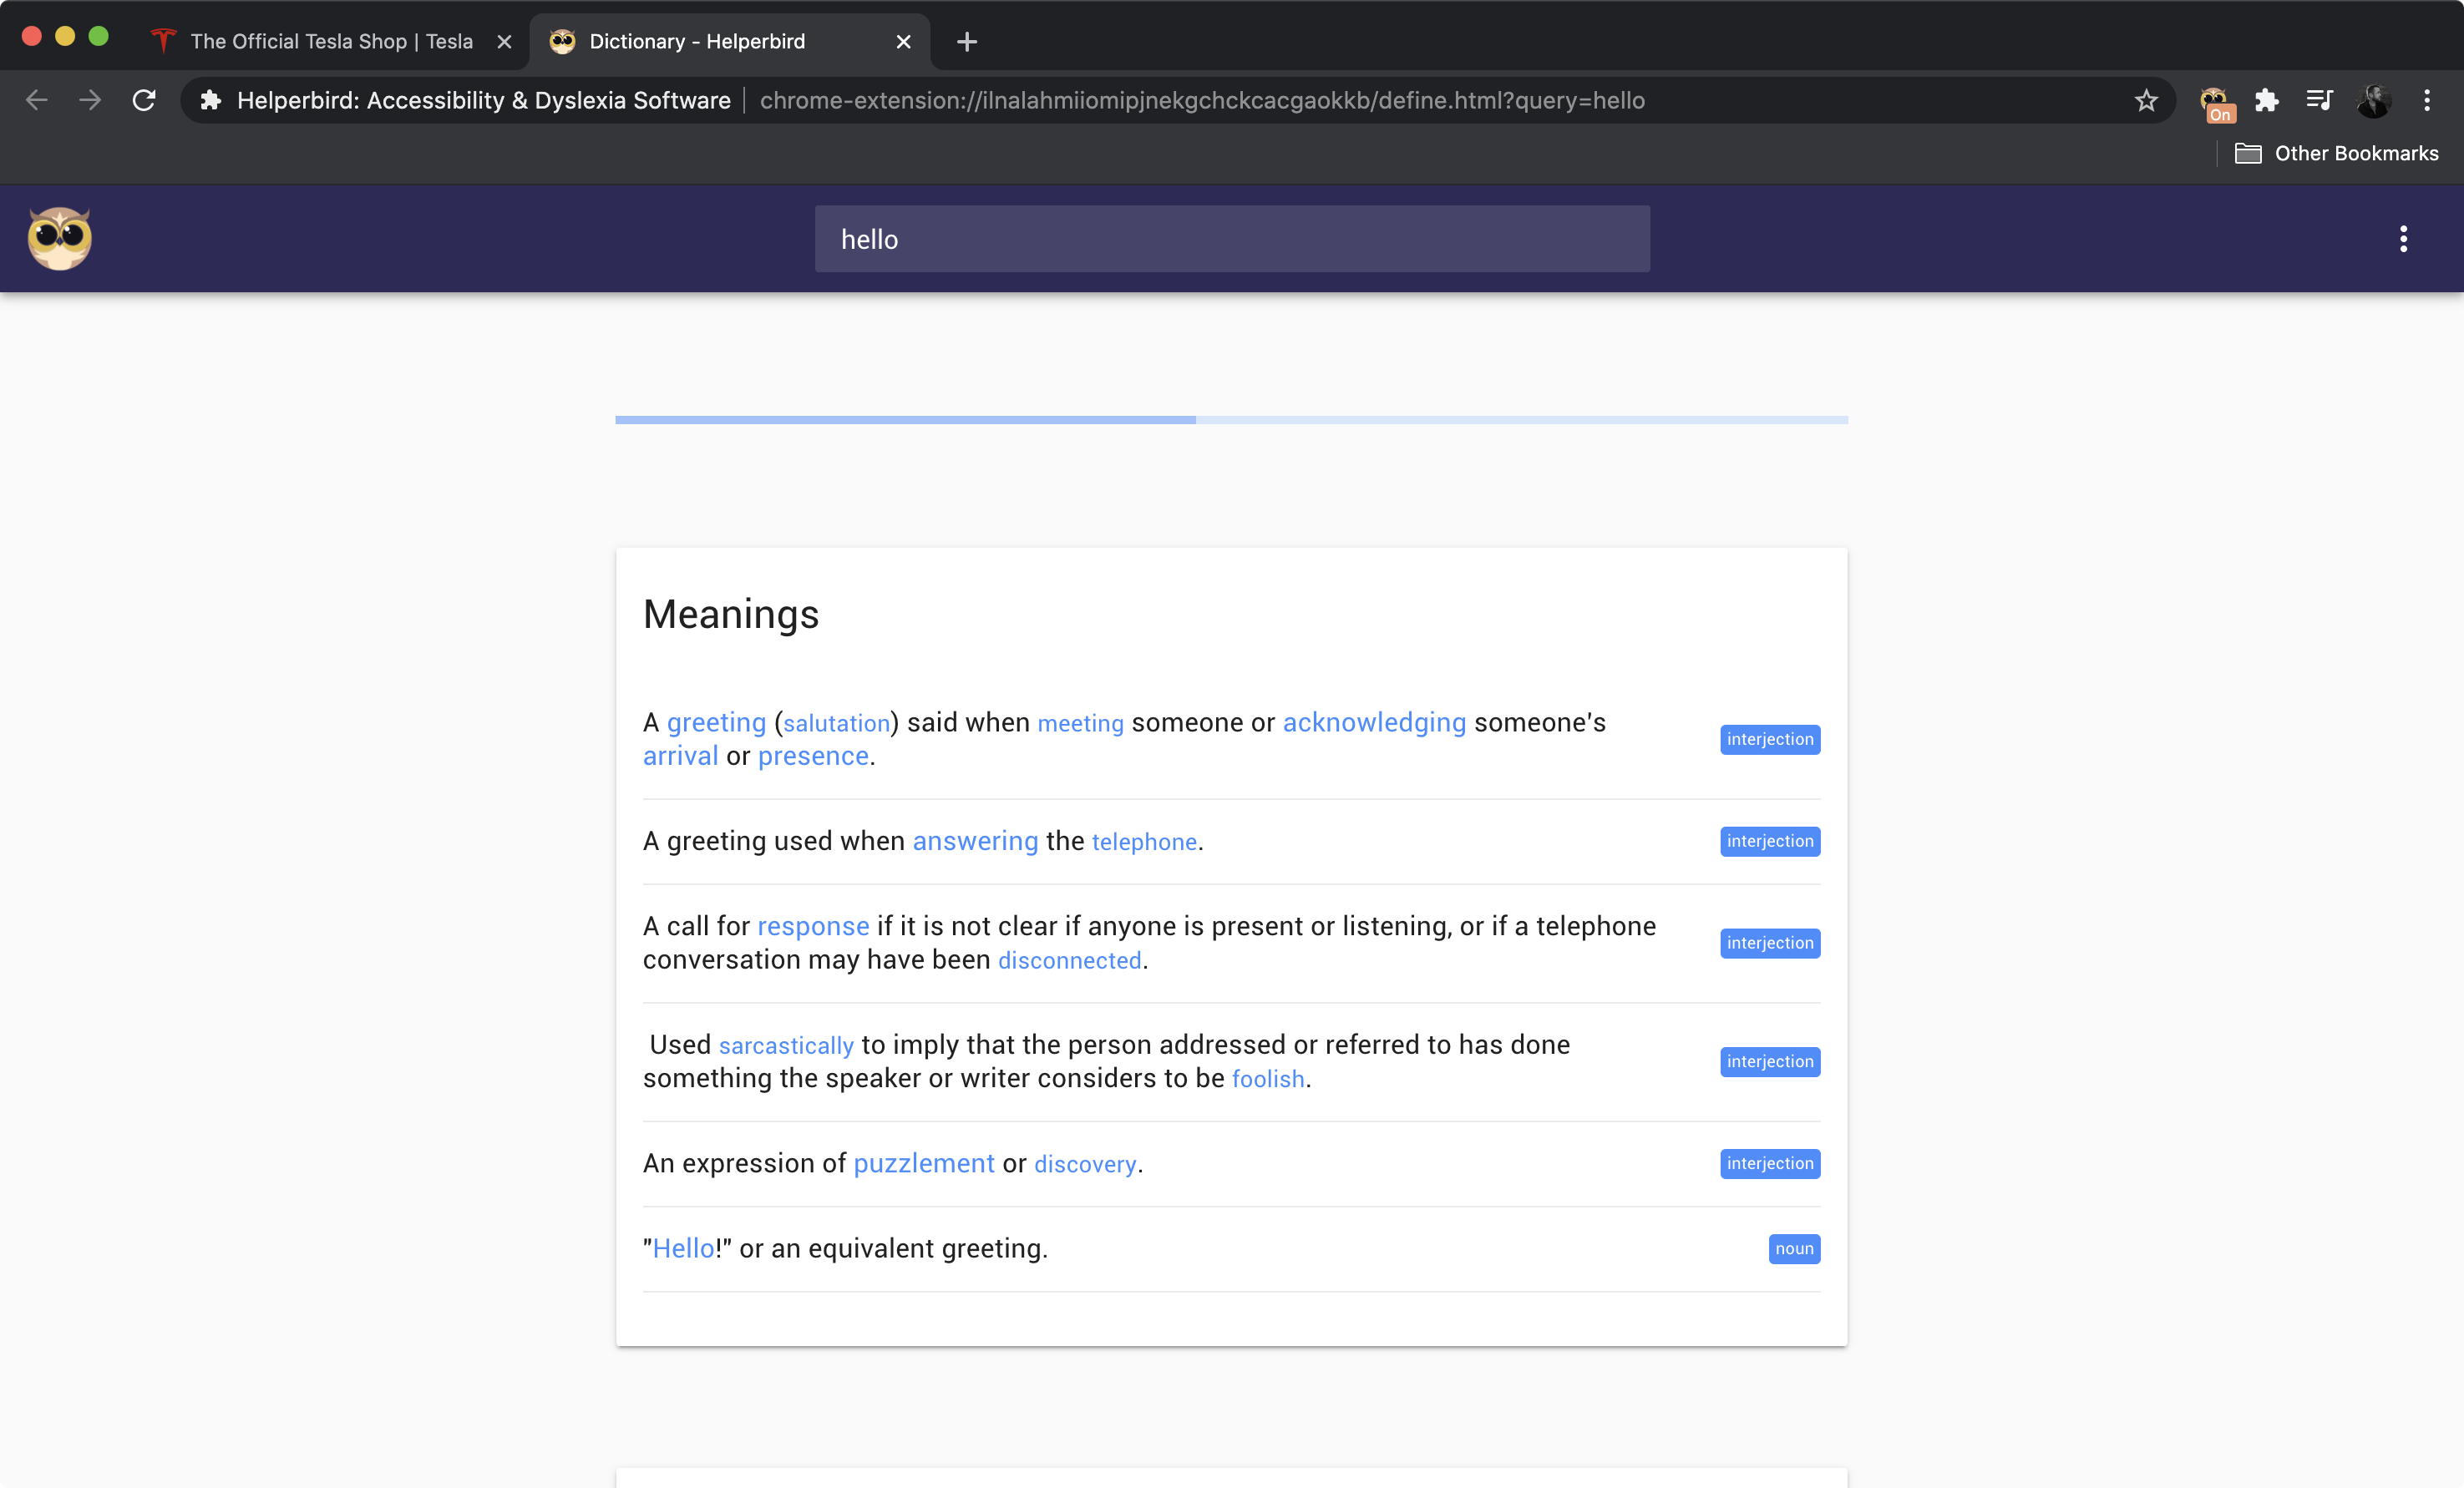 The Official Tesla Shop | Tesla
Dictionary - Helperbird
Helperbird: Accessibility & Dyslexia Software
chrome-extension://ilnalahmiiomipjnekgchckcacgaokkb/define.html?query=hello
On
Other Bookmarks
hello
Meanings
A greeting (salutation) said when meeting someone or acknowledging someone's
arrival or presence.
interjection
A greeting used when answering the telephone.
interjection
A call for response if it is not clear if anyone is present or listening, or if a telephone
conversation may have been disconnected.
interjection
Used sarcastically to imply that the person addressed or referred to has done
something the speaker or writer considers to be foolish.
interjection
An expression of puzzlement or discovery.
interjection
"Hello!" or an equivalent greeting.
noun